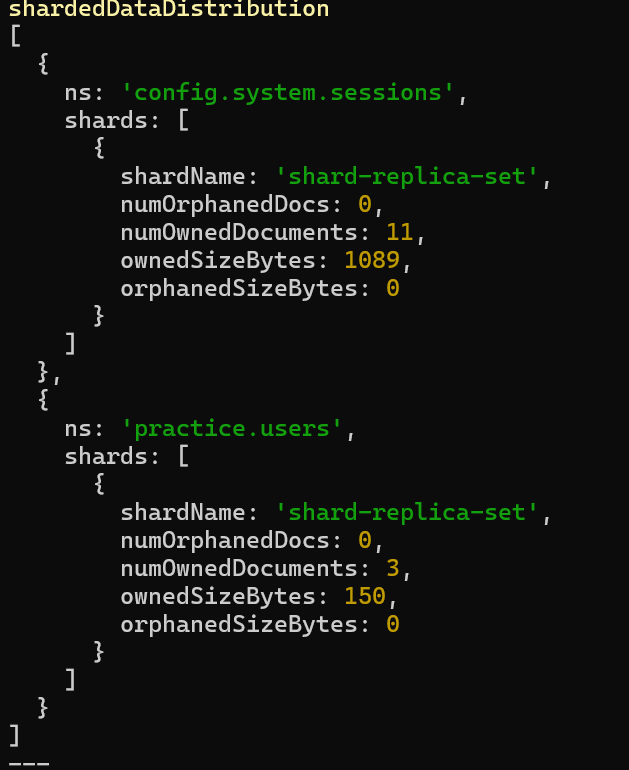 shardedDataDistribution
[
  {
    ns: 'config.system.sessions',
    shards: [
      {
        shardName: 'shard-replica-set',
        numOrphanedDocs: 0,
        numOwnedDocuments: 11,
        ownedSizeBytes: 1089,
        orphanedSizeBytes: 0
      }
    ]
  },
  {
    ns: 'practice.users',
    shards: [
      {
        shardName: 'shard-replica-set',
        numOrphanedDocs: 0,
        numOwnedDocuments: 3,
        ownedSizeBytes: 150,
        orphanedSizeBytes: 0
      }
    ]
  }
]
---